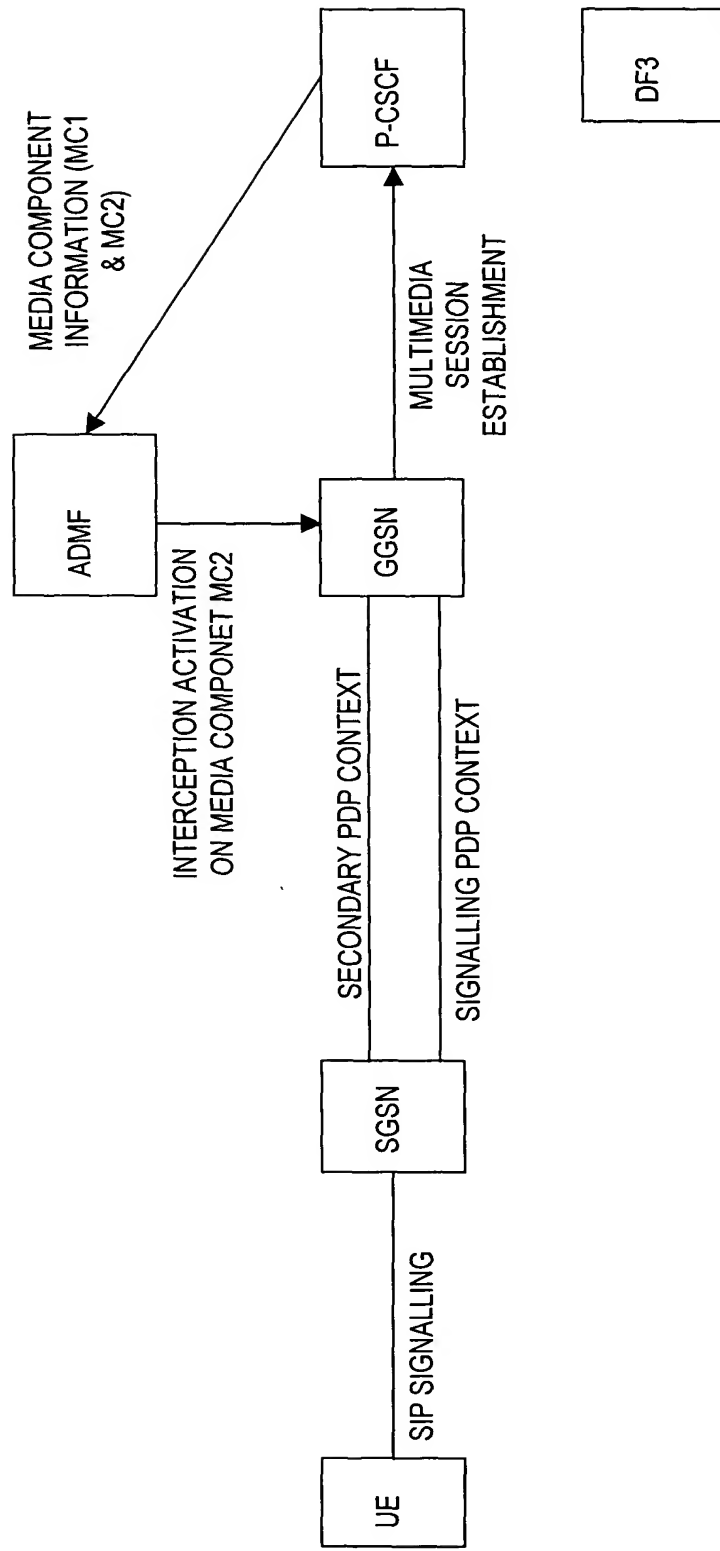 MEDIA COMPONENT
INFORMATION (MC1
& MC2)
ADMF
INTERCEPTION ACTIVATION
ON MEDIA COMPONET MC2
P-CSCF
MULTIMEDIA
SESSION
ESTABLISHMENT
GGSN
SECONDARY PDP CONTEXT
SIGNALLING PDP CONTEXT
SGSN
SIP SIGNALLING
UE
DF3